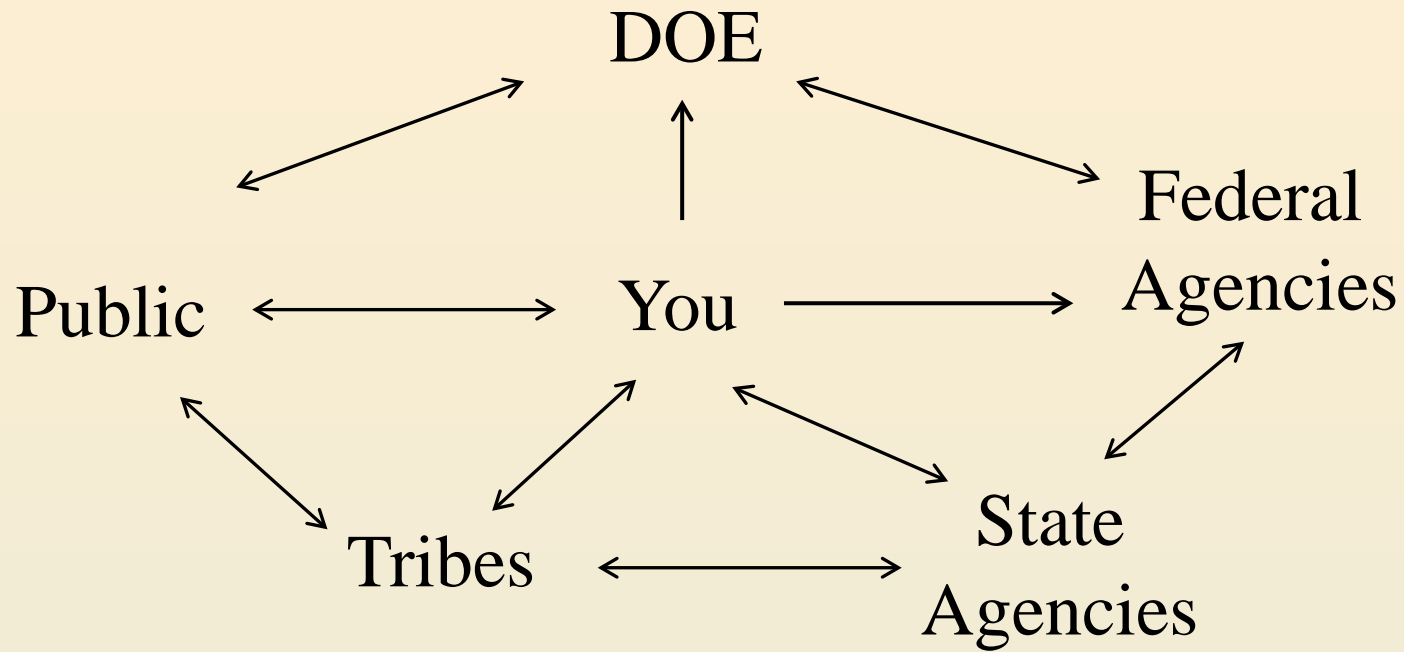 DOE
Federal
Agencies
Public
You
Tribes
State
Agencies